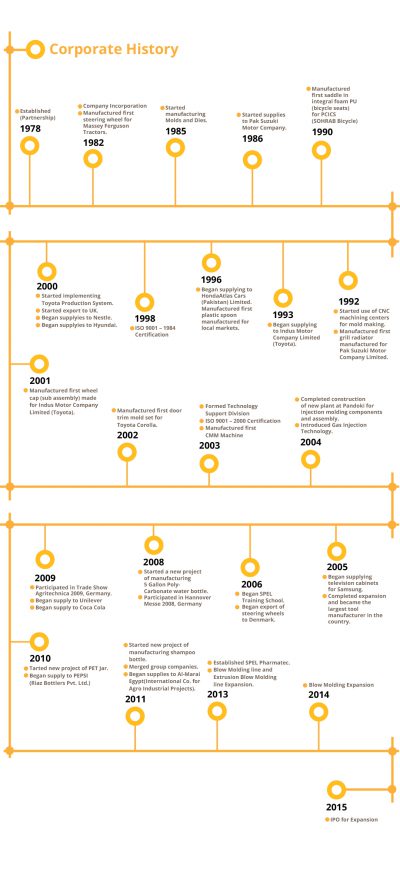 Corporate History
Established
(Partnership)
1978
Company Incorporation
Manufactured first
steering wheel for
Massey Ferguson
Tractors.
1982
Started
manufacturing
Molds and Dies.
1985
Started supplies
to Pak Suzuki
Motor Company.
1986
Manufactured
first saddle in
integral foam PU
(bicycle seats)
for PCICS
(SOHRAB Bicycle)
1990
2000
Started implementing
Toyota Production System.
Started export to UK.
Began supplyies to Nestle.
Began supplyies to Hyundai.
1998
ISO 9001 – 1984
Certification
1996
Began supplying to
HondaAtlas Cars
(Pakistan) Limited.
Manufactured first
plastic spoon
manufactured for
local markets.
1993
Began supplying
to Indus Motor
Company Limited
(Toyota).
1992
Started use of CNC
machining centers
for mold making.
Manufactured first
grill radiator
manufactured for
Pak Suzuki Motor
Company Limited.
2001
Manufactured first wheel
cap (sub assembly) made
for Indus Motor Company
Limited (Toyota).
Manufactured first door
trim mold set for
Toyota Corolla.
2002
Formed Technology
Support Division
ISO 9001 – 2000 Certification
Manufactured first
CMM Machine
2003
Completed construction
of new plant at Pandoki for
injection molding components
and assembly.
Introduced Gas Injection
Technology.
2004
2009
Participated in Trade Show
Agritechnica 2009, Germany.
Began supply to Unilever
Began supply to Coca Cola
2008
Started a new project
of manufacturing
5 Gallon Poly-
Carbonate water bottle.
Participated in Hannover
Messe 2008, Germany
2006
Began SPEL
Training School.
Began export of
steering wheels
to Denmark.
2005
Began supplying
television cabinets
for Samsung.
Completed expansion
and became the
largest tool
manufacturer in the
country.
2010
Tarted new project of PET Jar.
Began supply to PEPSI
(Riaz Bottlers Pvt. Ltd.)
Started new project of
manufacturing shampoo
bottle.
Merged group companies.
Began supplies to Al-Marai
Egypt(International Co. for
Agro Industrial Projects).
2011
Established SPEL Pharmatec.
Blow Molding line and
Extrusion Blow Molding
line Expansion.
2013
Blow Molding Expansion
2014
2015
IPO for Expansion